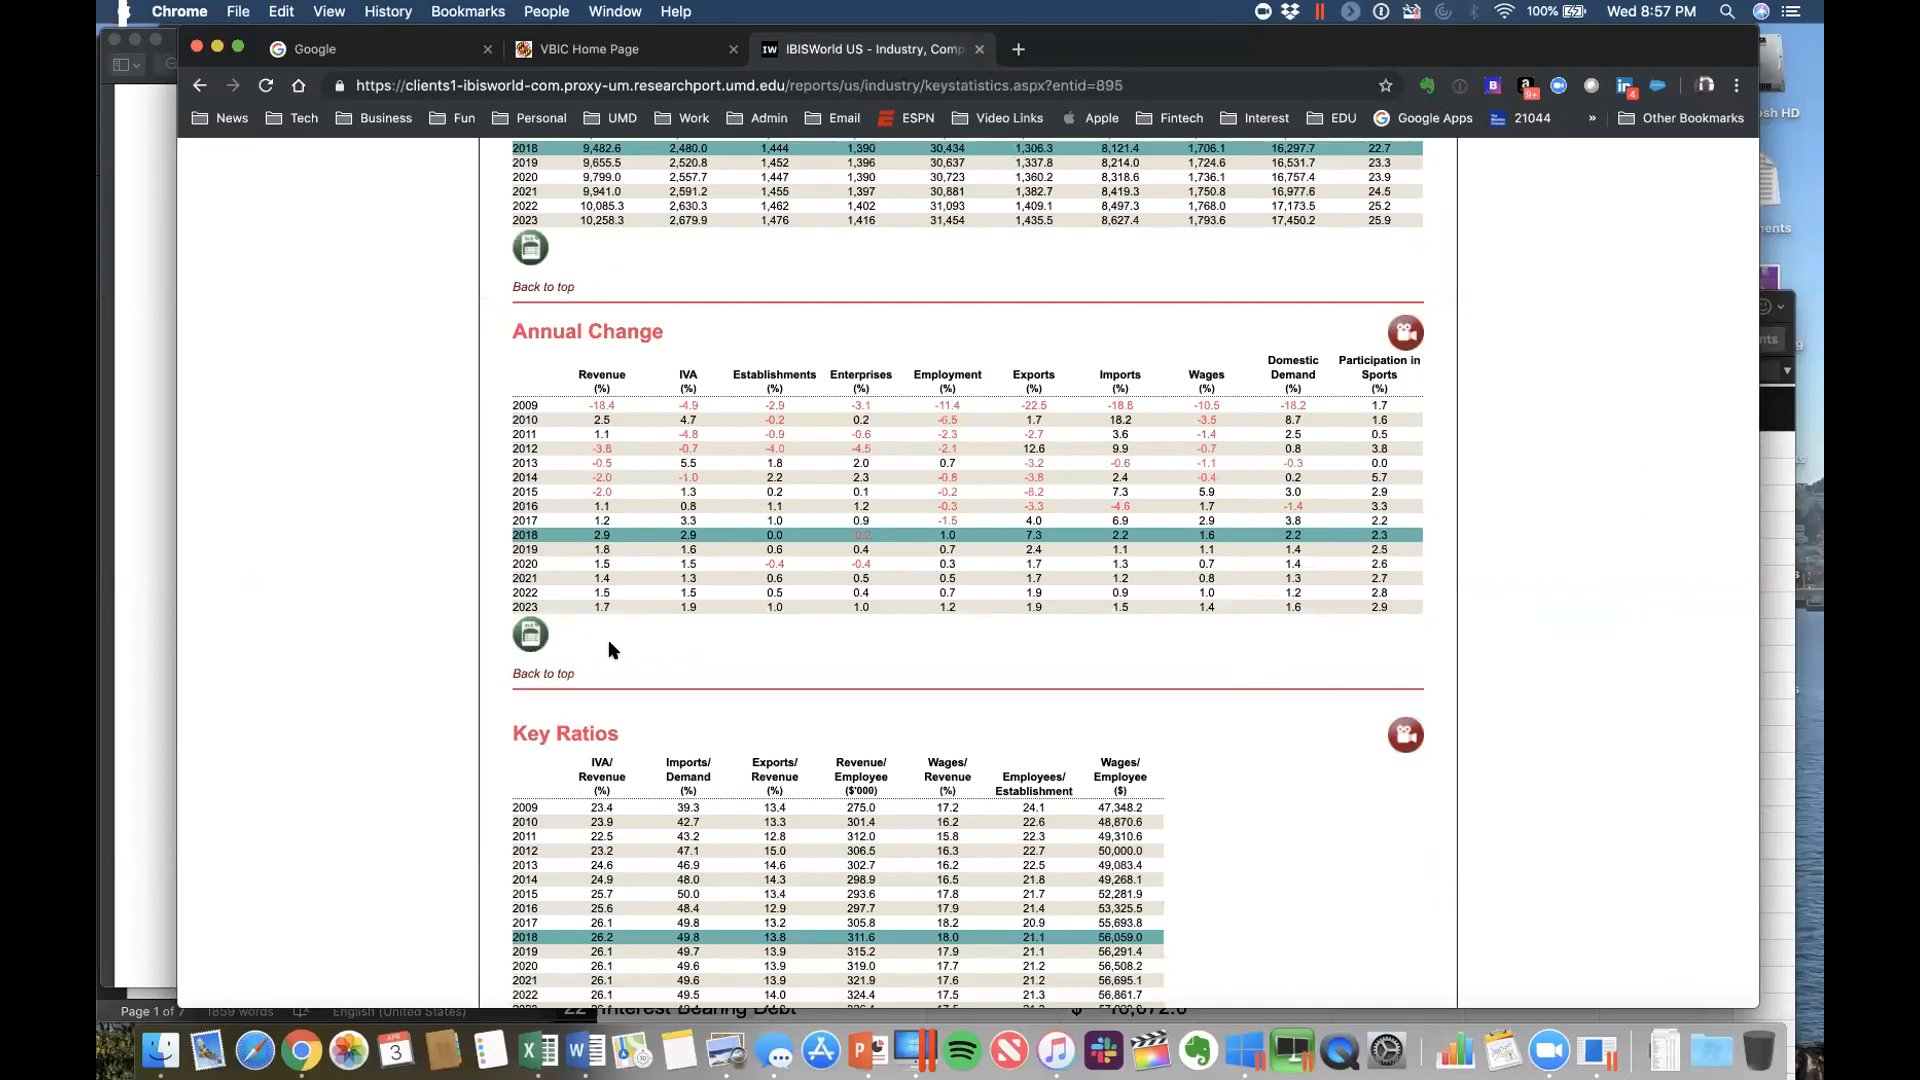 Chrome File Edit View History Bookmarks People Window Help 100% Wed 8:57 PM
Google VBIC Home Page IW IBISWorld US - Industry, Comp
https://clients1-ibisworld-com.proxy-um.researchport.umd.edu/reports/us/industry/keystatistics.aspx?entid=895
News Tech Business Fun Personal UMD Work Admin Email ESPN Video Links Apple Fintech Interest EDU Google Apps 21044 » Other Bookmarks
2018 9,482.6 2,480.0 1,444 1,390 30,434 1,306.3 8,121.4 1,706.1 16,297.7 22.7
2019 9,655.5 2,520.8 1,452 1,396 30,637 1,337.8 8,214.0 1,724.6 16,531.7 23.3
2020 9,799.0 2,557.7 1,447 1,390 30,723 1,360.2 8,318.6 1,736.1 16,757.4 23.9
2021 9,941.0 2,591.2 1,455 1,397 30,881 1,382.7 8,419.3 1,750.8 16,977.6 24.5
2022 10,085.3 2,630.3 1,462 1,402 31,093 1,409.1 8,497.3 1,768.0 17,173.5 25.2
2023 10,258.3 2,679.9 1,476 1,416 31,454 1,435.5 8,627.4 1,793.6 17,450.2 25.9
Back to top
Annual Change
Domestic Participation in
Revenue IVA Establishments Enterprises Employment Exports Imports Wages Demand Sports
(%) (%) (%) (%) (%) (%) (%) (%) (%) (%)
2009 -18.4 -4.9 -2.9 -3.1 -11.4 -22.5 -18.8 -10.5 -18.2 1.7
2010 2.5 4.7 -0.2 0.2 -6.5 1.7 18.2 -3.5 8.7 1.6
2011 1.1 -4.8 -0.9 -0.6 -2.3 -2.7 3.6 -1.4 2.5 0.5
2012 -3.8 -0.7 -4.0 -4.5 -2.1 12.6 9.9 -0.7 0.8 3.8
2013 -0.5 5.5 1.8 2.0 0.7 -3.2 -0.6 -1.1 -0.3 0.0
2014 -2.0 -1.0 2.2 2.3 -0.8 -3.8 2.4 -0.4 0.2 5.7
2015 -2.0 1.3 0.2 0.1 -0.2 -8.2 7.3 5.9 3.0 2.9
2016 1.1 0.8 1.1 1.2 -0.3 -3.3 -4.6 1.7 -1.4 3.3
2017 1.2 3.3 1.0 0.9 -1.5 4.0 6.9 2.9 3.8 2.2
2018 2.9 2.9 0.0 -0.2 1.0 7.3 2.2 1.6 2.2 2.3
2019 1.8 1.6 0.6 0.4 0.7 2.4 1.1 1.1 1.4 2.5
2020 1.5 1.5 -0.4 -0.4 0.3 1.7 1.3 0.7 1.4 2.6
2021 1.4 1.3 0.6 0.5 0.5 1.7 1.2 0.8 1.3 2.7
2022 1.5 1.5 0.5 0.4 0.7 1.9 0.9 1.0 1.2 2.8
2023 1.7 1.9 1.0 1.0 1.2 1.9 1.5 1.4 1.6 2.9
Back to top
Key Ratios
IVA/ Imports/ Exports/ Revenue/ Wages/ Wages/
Revenue Demand Revenue Employee Revenue Employees/ Employee
(%) (%) (%) ($'000) (%) Establishment ($)
2009 23.4 39.3 13.4 275.0 17.2 24.1 47,348.2
2010 23.9 42.7 13.3 301.4 16.2 22.6 48,870.6
2011 22.5 43.2 12.8 312.0 15.8 22.3 49,310.6
2012 23.2 47.1 15.0 306.5 16.3 22.7 50,000.0
2013 24.6 46.9 14.6 302.7 16.2 22.5 49,083.4
2014 24.9 48.0 14.3 298.9 16.5 21.8 49,268.1
2015 25.7 50.0 13.4 293.6 17.8 21.7 52,281.9
2016 25.6 48.4 12.9 297.7 17.9 21.4 53,325.5
2017 26.1 49.8 13.2 305.8 18.2 20.9 55,693.8
2018 26.2 49.8 13.8 311.6 18.0 21.1 56,059.0
2019 26.1 49.7 13.9 315.2 17.9 21.1 56,291.4
2020 26.1 49.6 13.9 319.0 17.7 21.2 56,508.2
2021 26.1 49.6 13.9 321.9 17.6 21.2 56,695.1
2022 26.1 49.5 14.0 324.4 17.5 21.3 56,861.7
Page 1 of 7 1859 words English (United States)